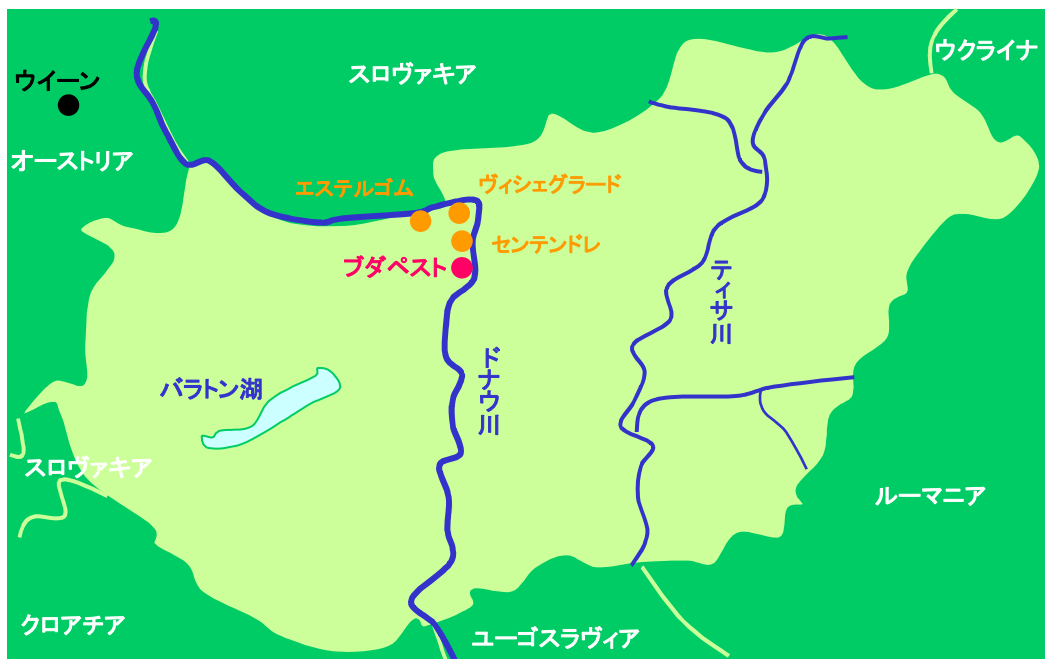 ウクライナ
スロヴァキア
ウイーン
オーストリア
エステルゴム
ヴィシェグラード
センテンドレ
ブダペスト
ティサ川
ドナウ川
バラトン湖
スロヴァキア
ルーマニア
クロアチア
ユーゴスラヴィア